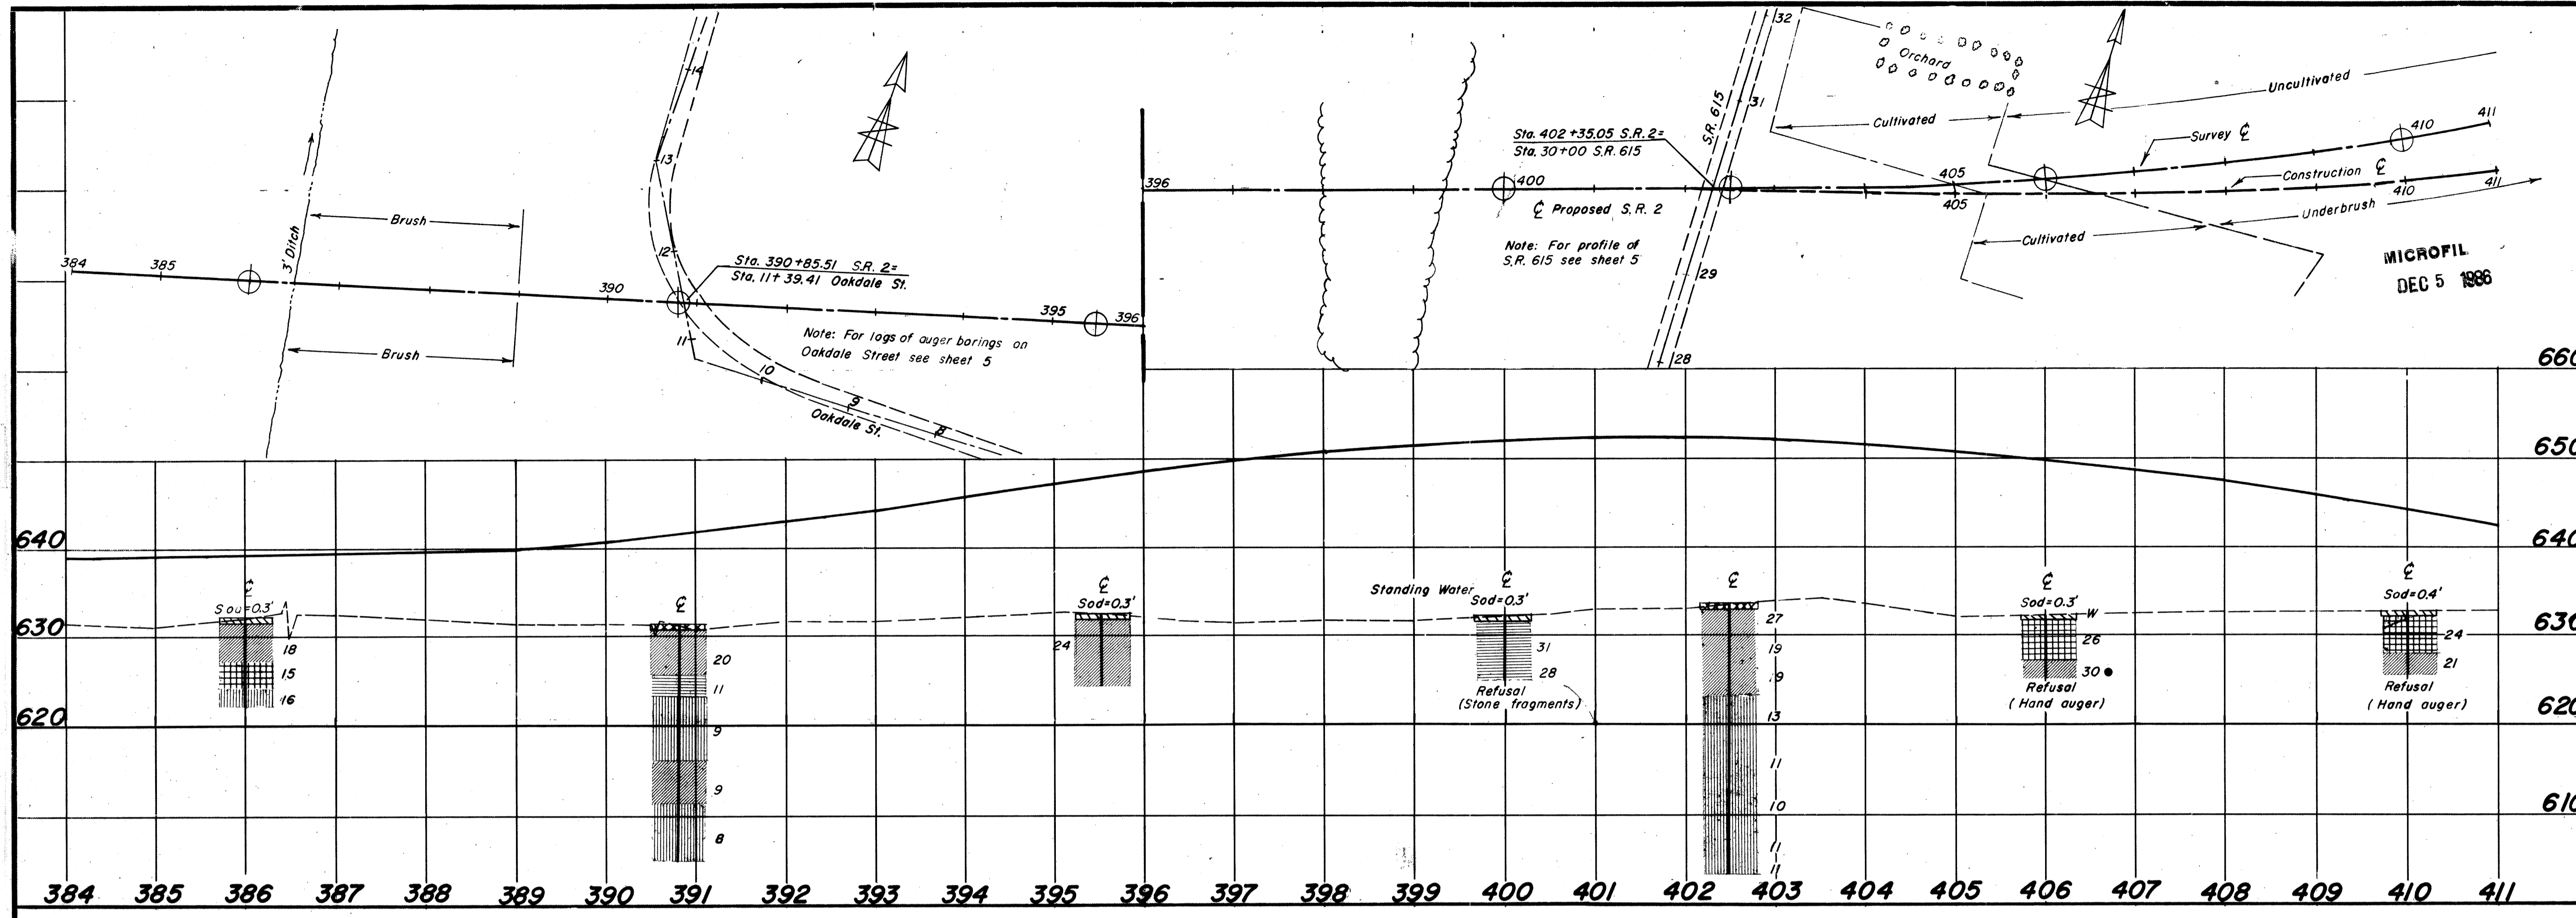 14
13
12
11
10
9
8
3' Ditch
Brush
Brush
384
385
390
395
396
Sta. 390+85.51 S.R. 2=
Sta. 11+39.41 Oakdale St.
Note: For logs of auger borings on
Oakdale Street see sheet 5
Oakdale St.
32
31
29
28
S.R. 615
Sta. 402+35.05 S.R. 2=
Sta. 30+00 S.R. 615
396
400
℄ Proposed S.R. 2
Note: For profile of
S.R. 615 see sheet 5
Orchard
Cultivated
Uncultivated
Survey ℄
405
410
411
Construction ℄
405
410
411
Underbrush
Cultivated
MICROFIL
DEC 5 1986
660
650
640
640
630
630
620
620
610
℄
Sod=0.3'
18
15
16
℄
20
11
9
9
8
℄
Sod=0.3'
24
Standing Water
℄
Sod=0.3'
31
28
Refusal
(Stone fragments)
℄
27
19
19
13
11
10
11
11
℄
Sod=0.3'
W
26
30
Refusal
(Hand auger)
℄
Sod=0.4'
24
21
Refusal
(Hand auger)
384 385 386 387 388 389 390 391 392 393 394 395 396 397 398 399 400 401 402 403 404 405 406 407 408 409 410 411